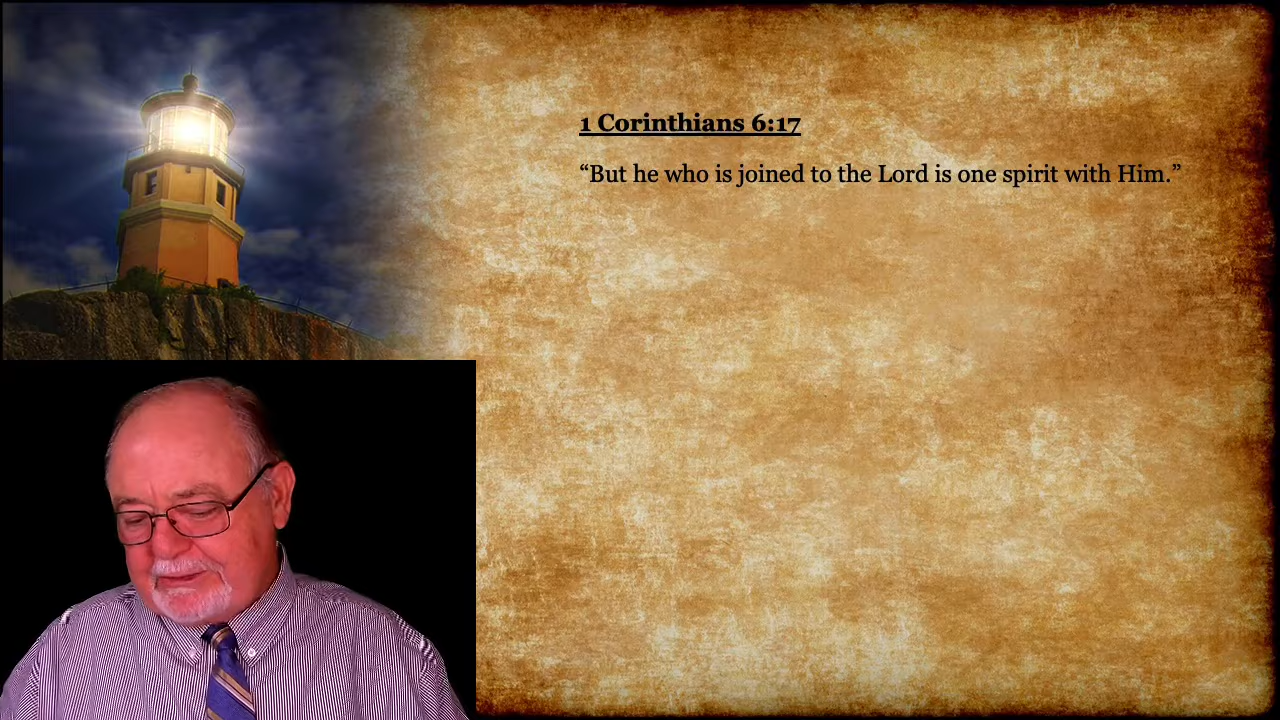 1 Corinthians 6:17
“But he who is joined to the Lord is one spirit with Him.”